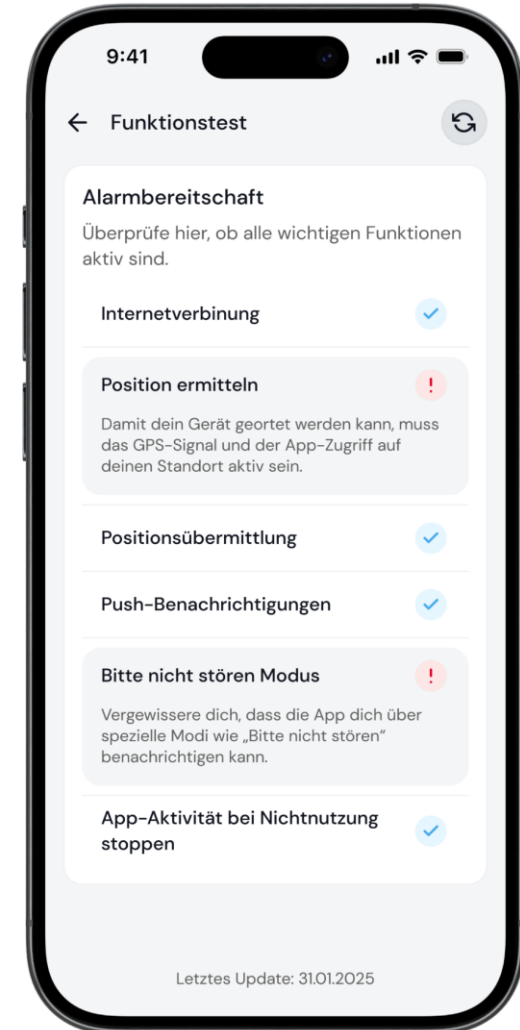 9:41
Funktionstest
Alarmbereitschaft
Überprüfe hier, ob alle wichtigen Funktionen
aktiv sind.
Internetverbinung
Position ermitteln
Damit dein Gerät geortet werden kann, muss
das GPS-Signal und der App-Zugriff auf
deinen Standort aktiv sein.
Positionsübermittlung
Push-Benachrichtigungen
Bitte nicht stören Modus
Vergewissere dich, dass die App dich über
spezielle Modi wie „Bitte nicht stören“
benachrichtigen kann.
App-Aktivität bei Nichtnutzung
stoppen
Letztes Update: 31.01.2025